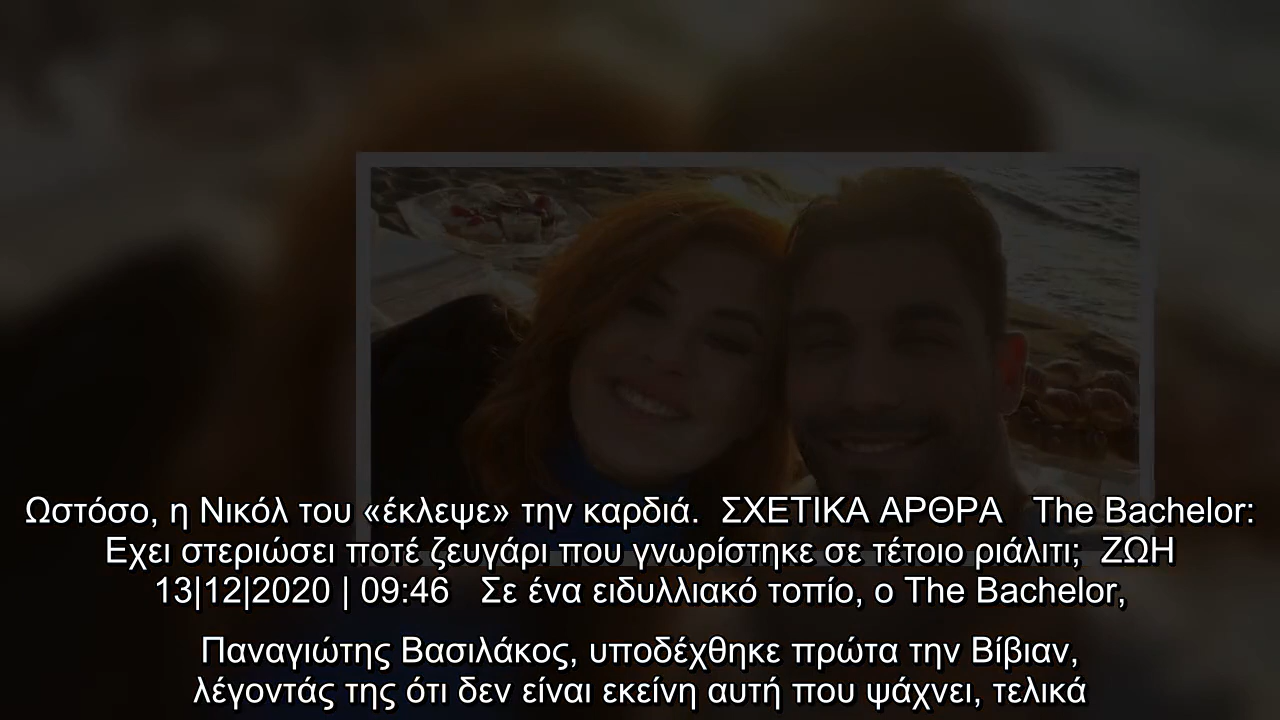 Ωστόσο, η Νικόλ του «έκλεψε» την καρδιά.  ΣΧΕΤΙΚΑ ΑΡΘΡΑ   The Bachelor:
Εχει στεριώσει ποτέ ζευγάρι που γνωρίστηκε σε τέτοιο ριάλιτι;  ΖΩΗ
13|12|2020 | 09:46   Σε ένα ειδυλλιακό τοπίο, ο The Bachelor,
Παναγιώτης Βασιλάκος, υποδέχθηκε πρώτα την Βίβιαν,
λέγοντάς της ότι δεν είναι εκείνη αυτή που ψάχνει, τελικά